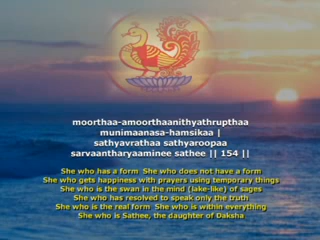 moorthaa-amoorthaanithyathrupthaa
munimaanasa-hamsikaa |
sathyavrathaa sathyaroopaa
sarvaantharyaaminee sathee || 154 ||
She who has a form  She who does not have a form
She who gets happiness with prayers using temporary things
She who is the swan in the mind (lake-like) of sages
She who has resolved to speak only the truth
She who is the real form  She who is within everything
She who is Sathee, the daughter of Daksha